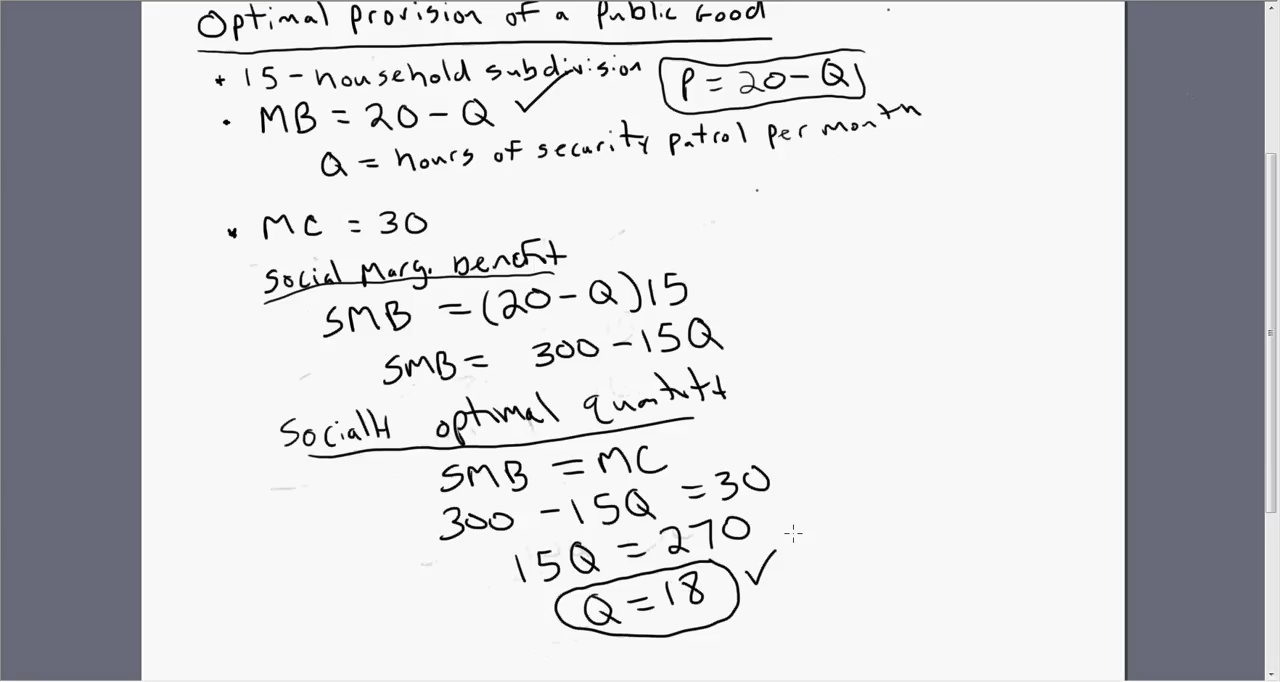 Optimal provision of a Public Good
* 15-household subdivision
P = 20 - Q
• MB = 20 - Q ✓
Q = hours of security patrol per month
* MC = 30
Social Marg. benefit
SMB = (20 - Q)15
SMB = 300 - 15Q
Socially optimal quantity
SMB = MC
300 - 15Q = 30
15Q = 270
Q = 18 ✓